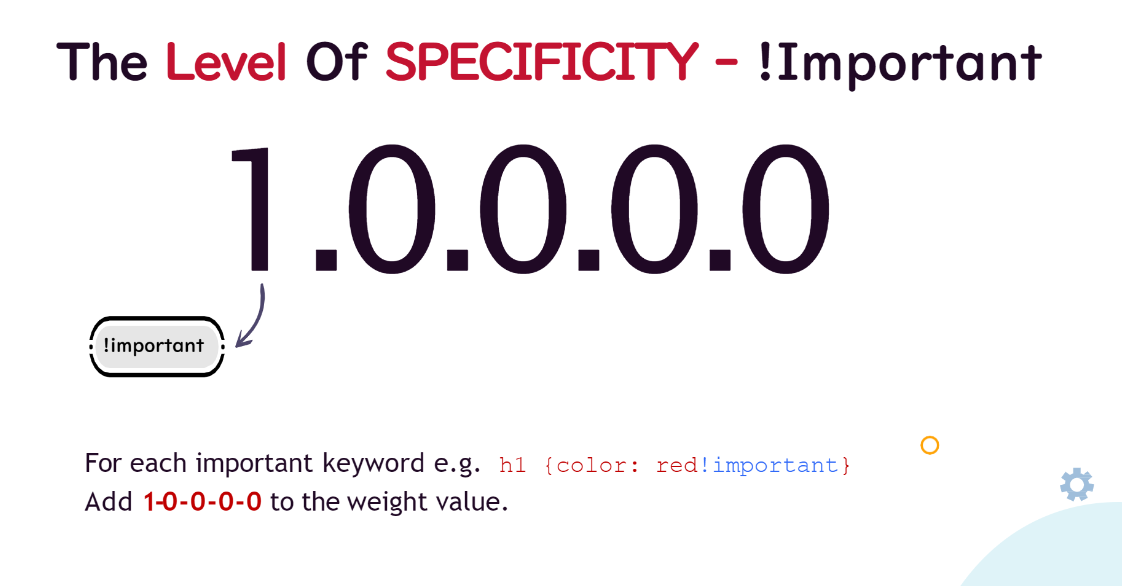 The Level Of SPECIFICITY - !Important
1.0.0.0.0
!important
For each important keyword e.g. h1 {color: red!important}
Add 1-0-0-0-0 to the weight value.